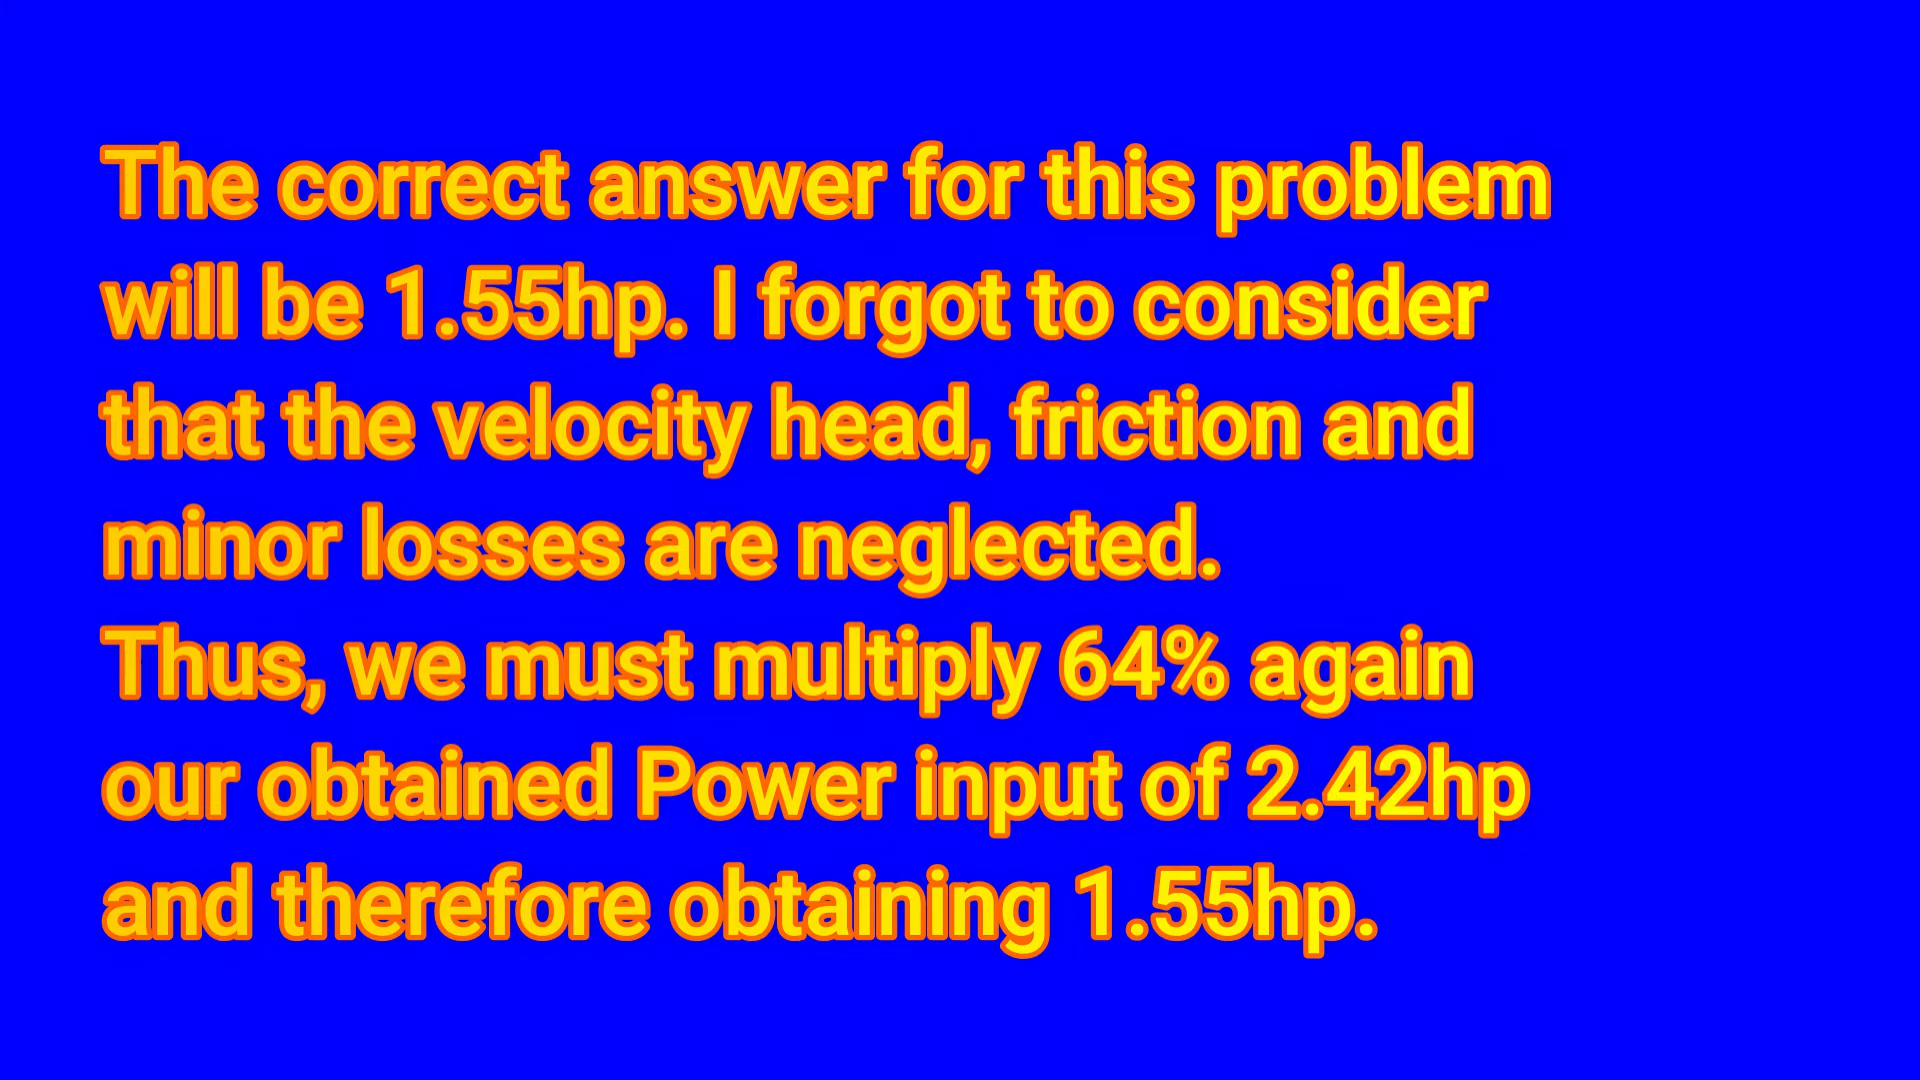 The correct answer for this problem
will be 1.55hp. I forgot to consider
that the velocity head, friction and
minor losses are neglected.
Thus, we must multiply 64% again
our obtained Power input of 2.42hp
and therefore obtaining 1.55hp.